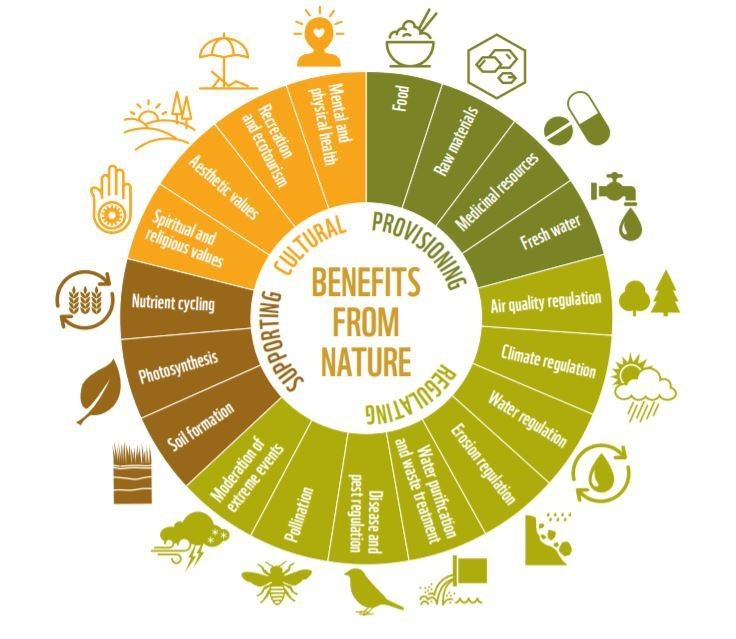 BENEFITS
FROM
NATURE
PROVISIONING
Food
Raw materials
Medicinal resources
Fresh water
REGULATING
Air quality regulation
Climate regulation
Water regulation
Erosion regulation
Water purification
and waste treatment
Disease and
pest regulation
Pollination
Moderation of
extreme events
SUPPORTING
Soil formation
Photosynthesis
Nutrient cycling
CULTURAL
Spiritual and
religious values
Aesthetic values
Recreation
and ecotourism
Mental and
physical health